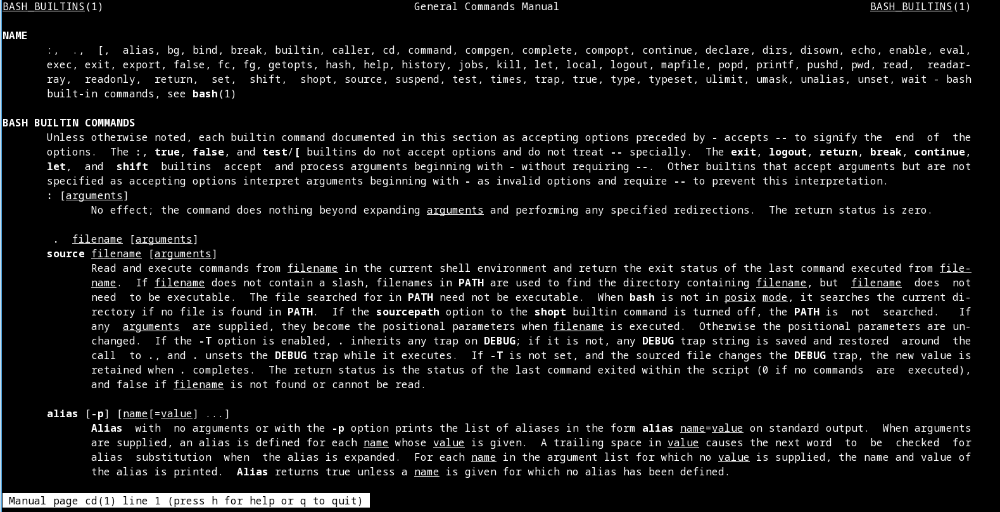 BASH_BUILTINS(1) General Commands Manual BASH_BUILTINS(1)
NAME
:, ., [, alias, bg, bind, break, builtin, caller, cd, command, compgen, complete, compopt, continue, declare, dirs, disown, echo, enable, eval,
exec, exit, export, false, fc, fg, getopts, hash, help, history, jobs, kill, let, local, logout, mapfile, popd, printf, pushd, pwd, read, readar-
ray, readonly, return, set, shift, shopt, source, suspend, test, times, trap, true, type, typeset, ulimit, umask, unalias, unset, wait - bash
built-in commands, see bash(1)
BASH BUILTIN COMMANDS
Unless otherwise noted, each builtin command documented in this section as accepting options preceded by - accepts -- to signify the end of the
options. The :, true, false, and test/[ builtins do not accept options and do not treat -- specially. The exit, logout, return, break, continue,
let, and shift builtins accept and process arguments beginning with - without requiring --. Other builtins that accept arguments but are not
specified as accepting options interpret arguments beginning with - as invalid options and require -- to prevent this interpretation.
: [arguments]
No effect; the command does nothing beyond expanding arguments and performing any specified redirections. The return status is zero.
. filename [arguments]
source filename [arguments]
Read and execute commands from filename in the current shell environment and return the exit status of the last command executed from file-
name. If filename does not contain a slash, filenames in PATH are used to find the directory containing filename, but filename does not
need to be executable. The file searched for in PATH need not be executable. When bash is not in posix mode, it searches the current di-
rectory if no file is found in PATH. If the sourcepath option to the shopt builtin command is turned off, the PATH is not searched. If
any arguments are supplied, they become the positional parameters when filename is executed. Otherwise the positional parameters are un-
changed. If the -T option is enabled, . inherits any trap on DEBUG; if it is not, any DEBUG trap string is saved and restored around the
call to ., and . unsets the DEBUG trap while it executes. If -T is not set, and the sourced file changes the DEBUG trap, the new value is
retained when . completes. The return status is the status of the last command exited within the script (0 if no commands are executed),
and false if filename is not found or cannot be read.
alias [-p] [name[=value] ...]
Alias with no arguments or with the -p option prints the list of aliases in the form alias name=value on standard output. When arguments
are supplied, an alias is defined for each name whose value is given. A trailing space in value causes the next word to be checked for
alias substitution when the alias is expanded. For each name in the argument list for which no value is supplied, the name and value of
the alias is printed. Alias returns true unless a name is given for which no alias has been defined.
Manual page cd(1) line 1 (press h for help or q to quit)